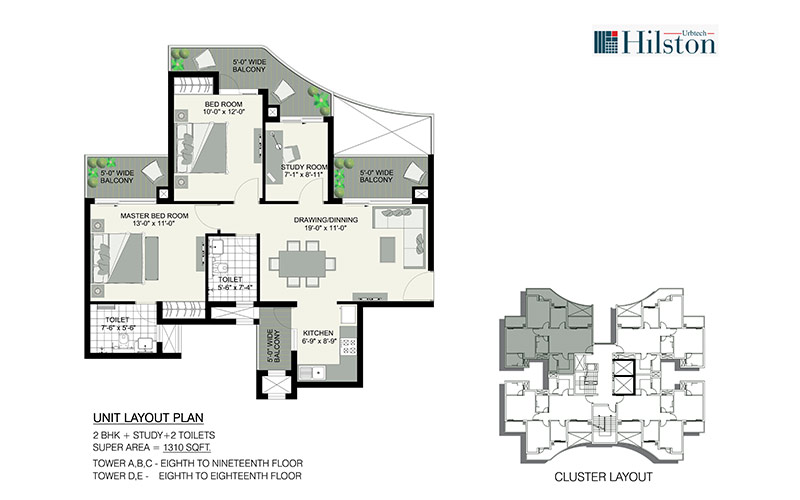 Urbtech
Hilston
5'-0" WIDE
BALCONY
BED ROOM
10'-0" x 12'-0"
STUDY ROOM
7'-1" x 8'-11"
5'-0" WIDE
BALCONY
5'-0" WIDE
BALCONY
MASTER BED ROOM
13'-0" x 11'-0"
DRAWING/DINNING
19'-0" x 11'-0"
TOILET
5'-6" x 7'-4"
TOILET
7'-6" x 5'-6"
5'-0" WIDE
BALCONY
KITCHEN
6'-9" x 8'-9"
UNIT LAYOUT PLAN
2 BHK + STUDY+2 TOILETS
SUPER AREA = 1310 SQFT.
TOWER A,B,C - EIGHTH TO NINETEENTH FLOOR
TOWER D,E - EIGHTH TO EIGHTEENTH FLOOR
CLUSTER LAYOUT